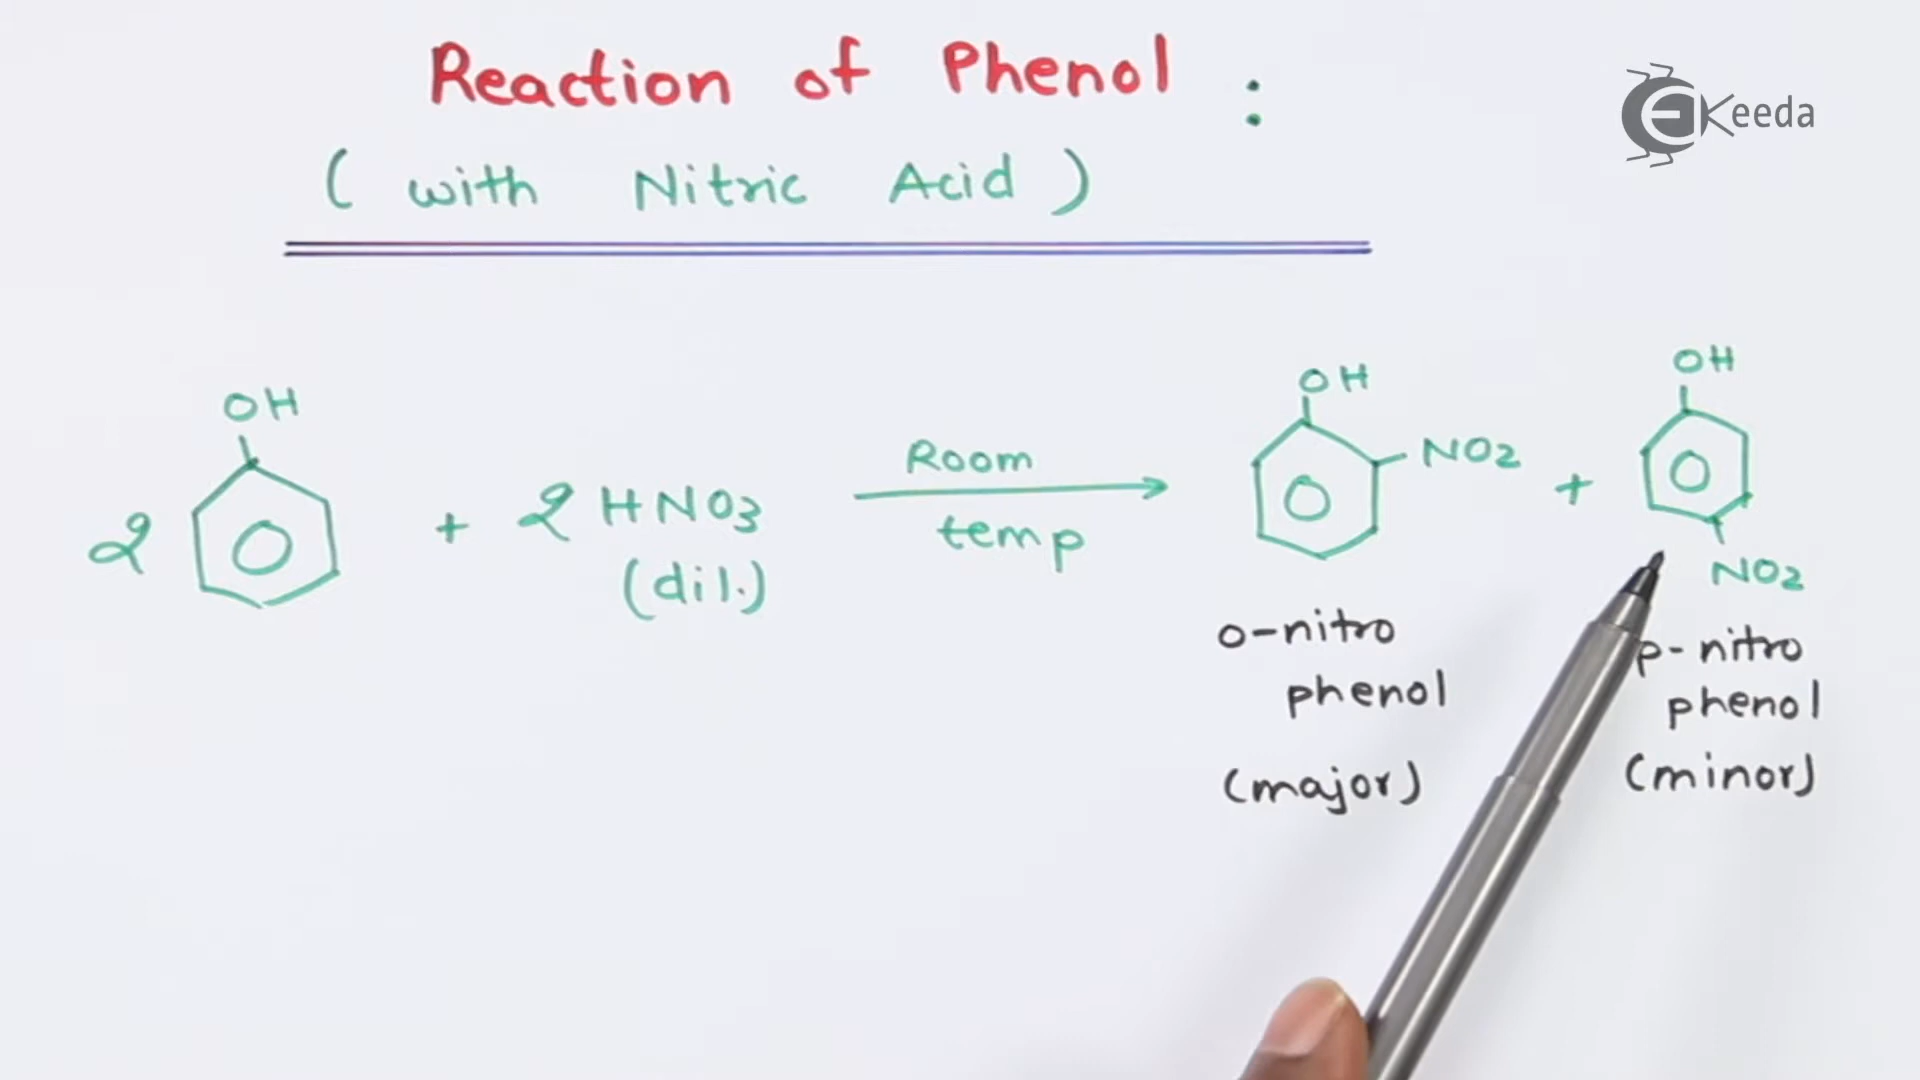 Reaction of Phenol :
( with Nitric Acid )
EKeeda
OH
2 + 2 HNO3
(dil.)
Room
temp
OH
NO2
+
OH
NO2
o-nitro
phenol
(major)
p-nitro
phenol
(minor)